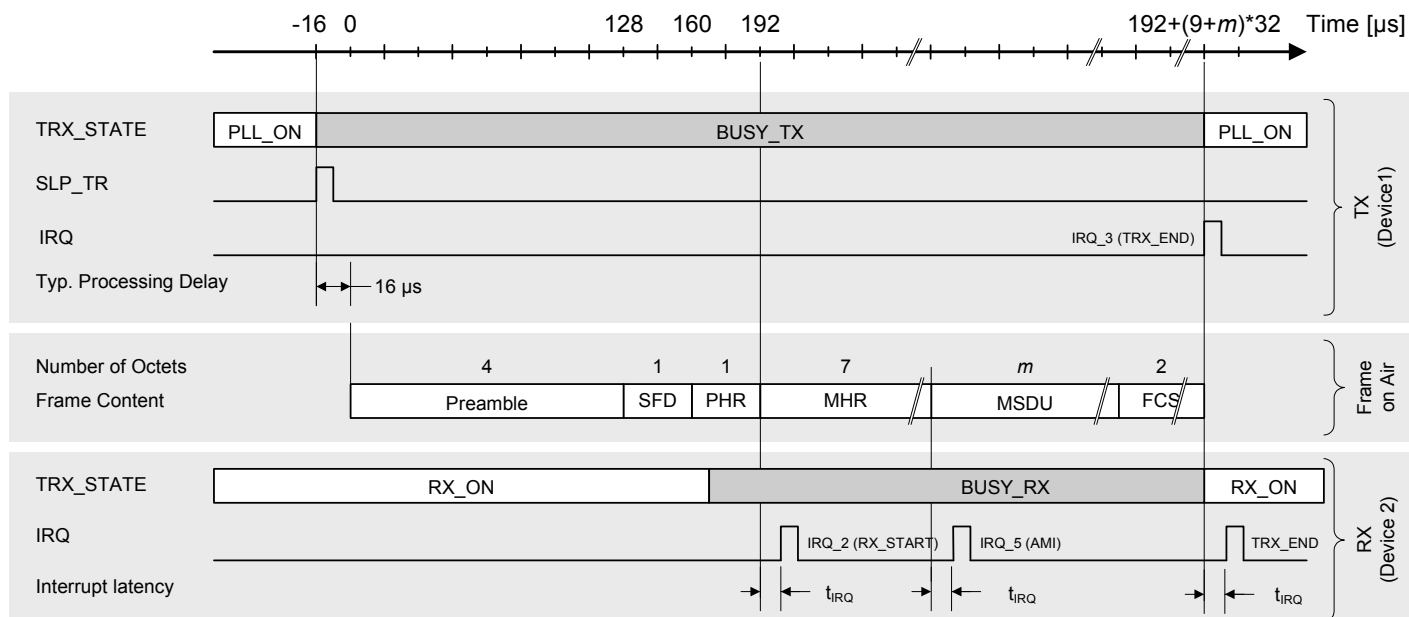 -16 0 128 160 192 192+(9+m)*32 Time [µs]
TRX_STATE PLL_ON BUSY_TX PLL_ON
SLP_TR
IRQ IRQ_3 (TRX_END)
Typ. Processing Delay 16 µs
TX
(Device1)
Number of Octets 4 1 1 7 m 2
Frame Content Preamble SFD PHR MHR MSDU FCS
Frame
on Air
TRX_STATE RX_ON BUSY_RX RX_ON
IRQ IRQ_2 (RX_START) IRQ_5 (AMI) TRX_END
Interrupt latency tIRQ tIRQ tIRQ
RX
(Device 2)